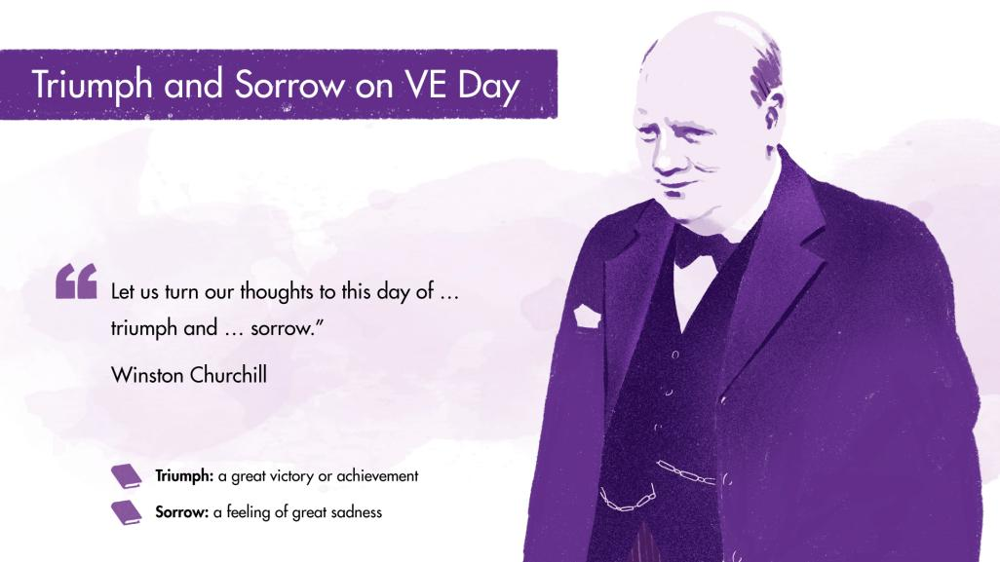 Triumph and Sorrow on VE Day
“Let us turn our thoughts to this day of …
triumph and … sorrow.”
Winston Churchill
Triumph: a great victory or achievement
Sorrow: a feeling of great sadness